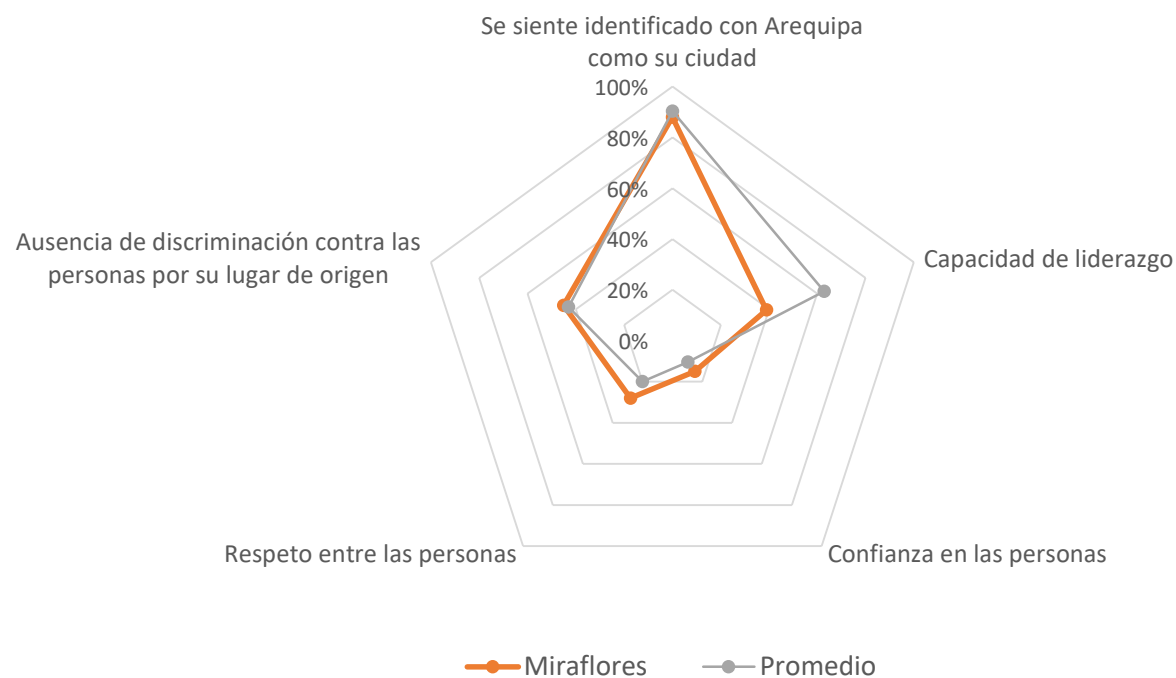 Se siente identificado con Arequipa
como su ciudad
100%
80%
60%
40%
20%
0%
Capacidad de liderazgo
Ausencia de discriminación contra las
personas por su lugar de origen
Respeto entre las personas
Confianza en las personas
Miraflores
Promedio